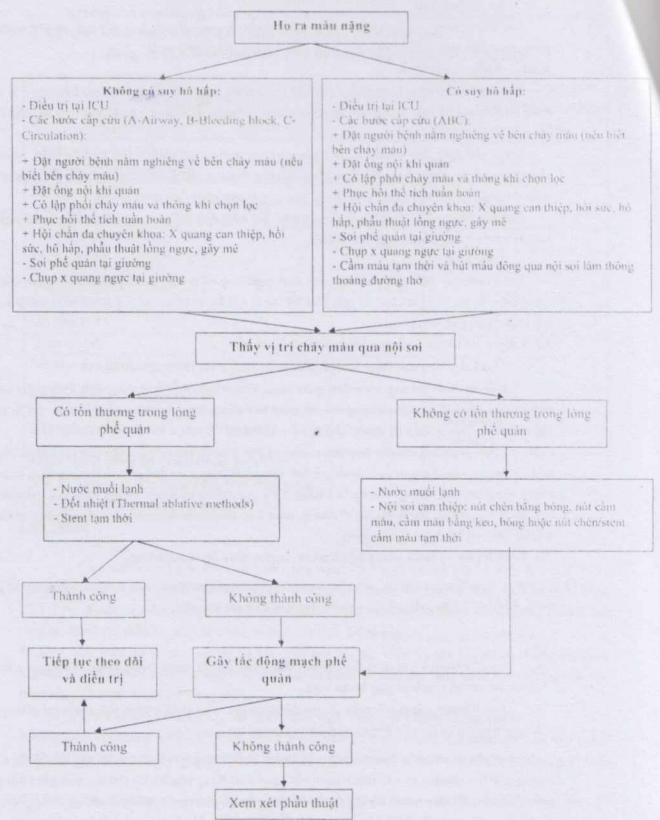 Ho ra máu nặng
Không có suy hô hấp:
- Điều trị tại ICU
- Các bước cấp cứu (A-Airway, B-Bleeding block, C-
Circulation):
+ Đặt người bệnh nằm nghiêng về bên chảy máu (nếu
biết bên chảy máu)
+ Đặt ống nội khí quản
+ Cô lập phổi chảy máu và thông khí chọn lọc
+ Phục hồi thể tích tuần hoàn
+ Hội chẩn đa chuyên khoa: X quang can thiệp, hồi
sức, hô hấp, phẫu thuật lồng ngực, gây mê
- Soi phế quản tại giường
- Chụp x quang ngực tại giường
Có suy hô hấp:
- Điều trị tại ICU
- Các bước cấp cứu (ABC):
+ Đặt người bệnh nằm nghiêng về bên chảy máu (nếu biết
bên chảy máu)
+ Đặt ống nội khí quản
+ Cô lập phổi chảy máu và thông khí chọn lọc
+ Phục hồi thể tích tuần hoàn
+ Hội chẩn đa chuyên khoa: X quang can thiệp, hồi sức, hô
hấp, phẫu thuật lồng ngực, gây mê
- Soi phế quản tại giường
- Chụp x quang ngực tại giường
- Cầm máu tạm thời và hút máu đông qua nội soi làm thông
thoáng đường thở
Thấy vị trí chảy máu qua nội soi
Có tổn thương trong lòng
phế quản
Không có tổn thương trong lòng
phế quản
- Nước muối lạnh
- Đốt nhiệt (Thermal ablative methods)
- Stent tạm thời
- Nước muối lạnh
- Nội soi can thiệp: nút chèn bằng bóng, nút cầm
máu, cầm máu bằng keo, bóng hoặc nút chèn/stent
cầm máu tạm thời
Thành công
Không thành công
Tiếp tục theo dõi
và điều trị
Gây tắc động mạch phế
quản
Thành công
Không thành công
Xem xét phẫu thuật